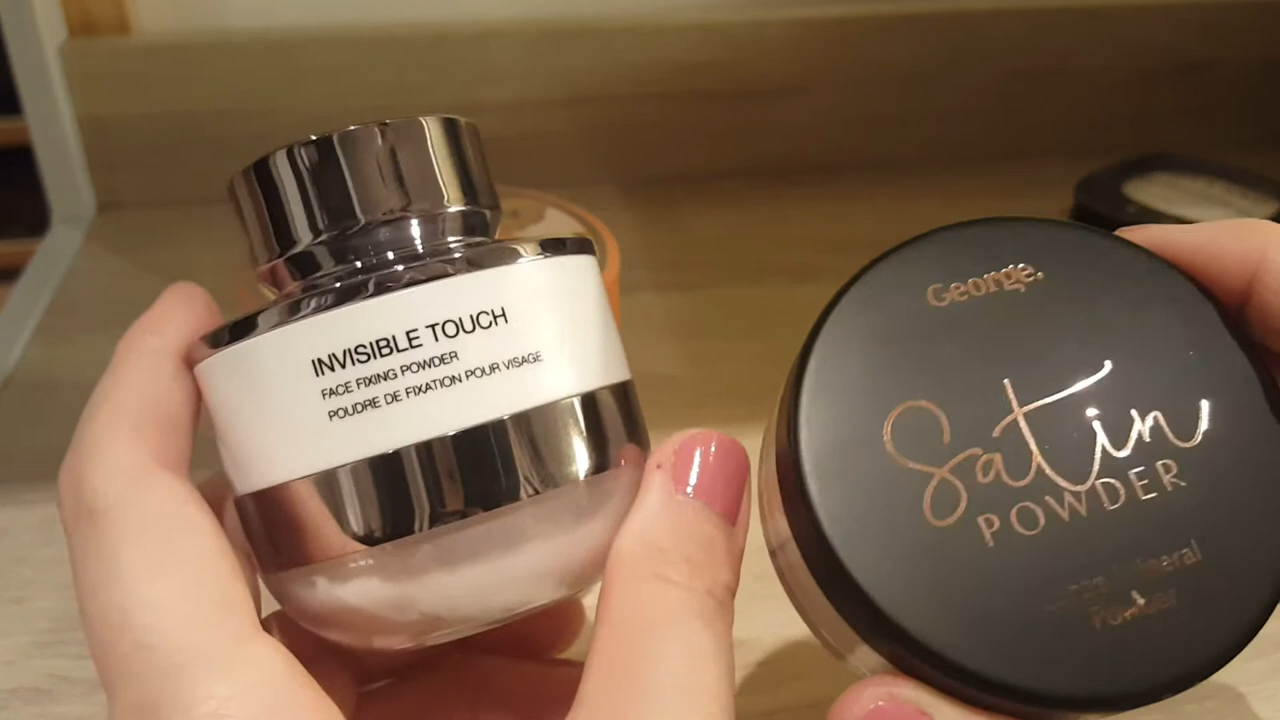 INVISIBLE TOUCH
FACE FIXING POWDER
POUDRE DE FIXATION POUR VISAGE
George.
Satin
POWDER
Powder